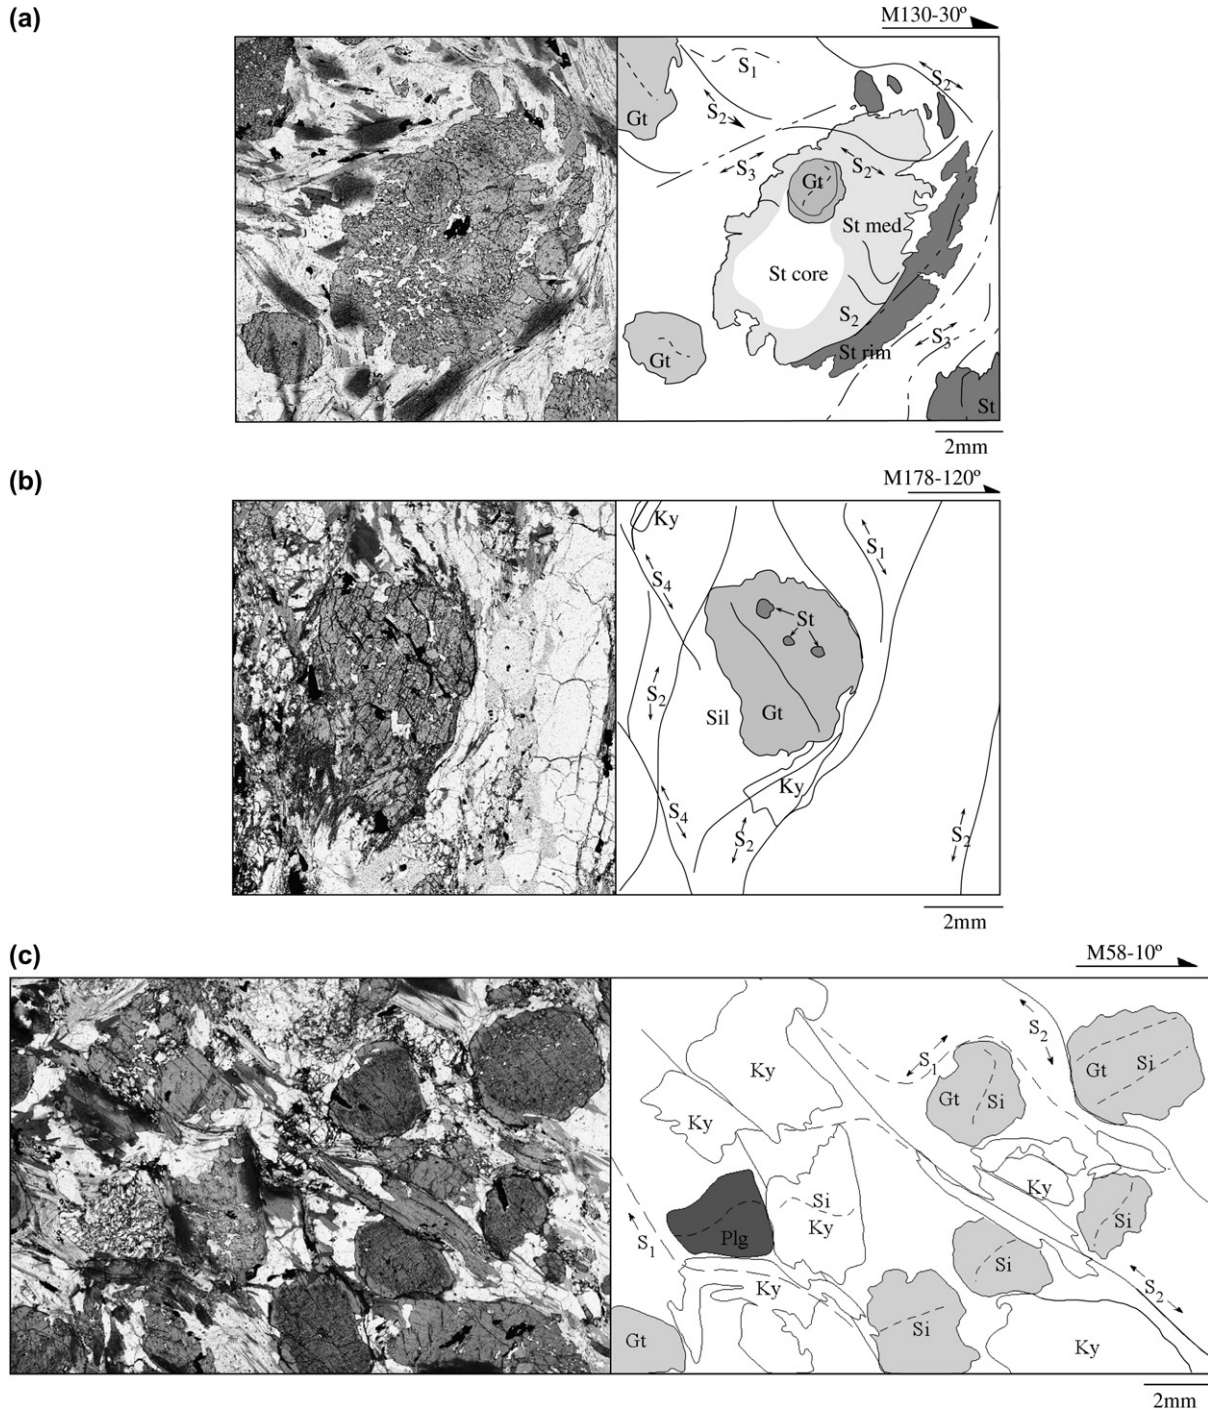 (a)
M130-30º
S1
S2
S2
Gt
S3
S2
Gt
St med
St core
S2
S3
St rim
Gt
St
2mm
(b)
M178-120º
Ky
S1
S4
St
S2
Sil
Gt
Ky
S4
S2
S2
2mm
(c)
M58-10º
S2
S1
Ky
Gt
Si
Gt
Si
Ky
Ky
Si
Ky
Si
S1
Plg
Si
Ky
S2
Gt
Si
Ky
2mm